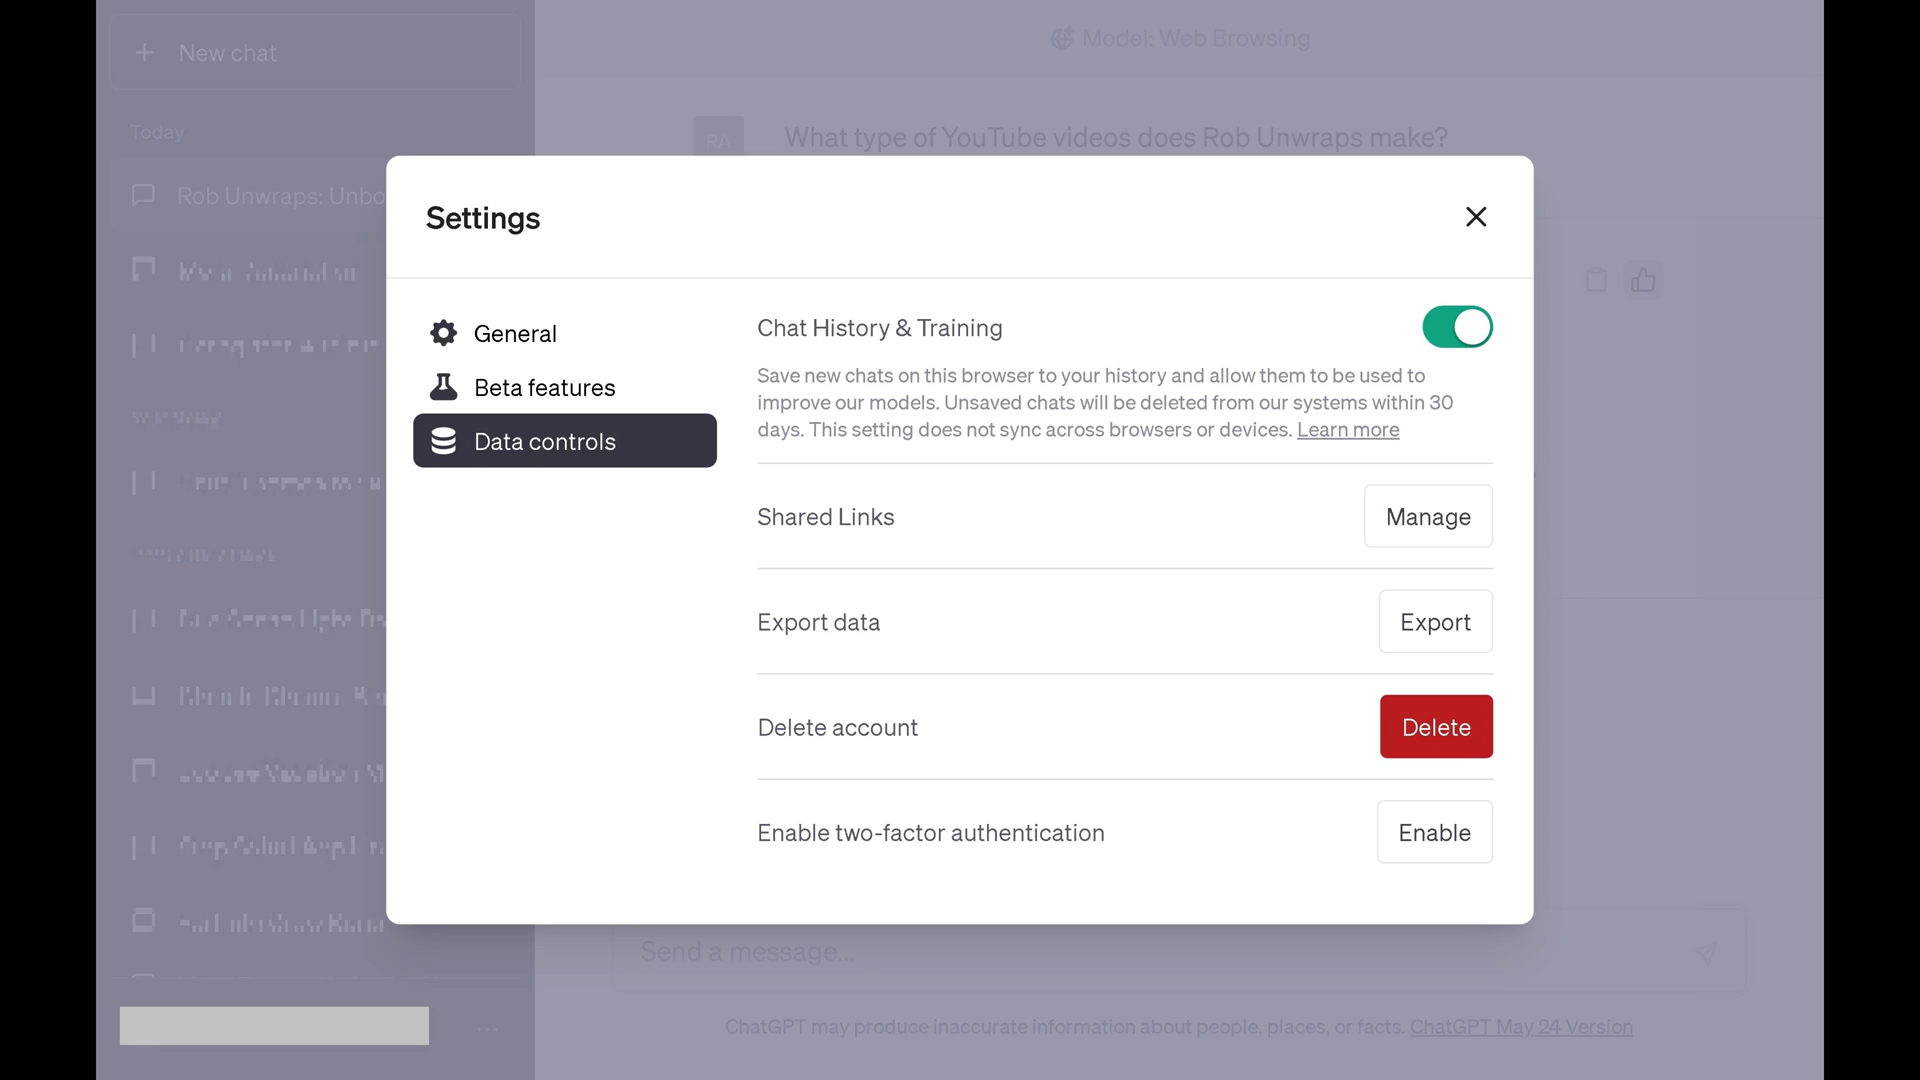 New chat
Model: Web Browsing
Today
RA
What type of YouTube videos does Rob Unwraps make?
Rob Unwraps: Unbo
Settings
General
Beta features
Data controls
Chat History & Training
Save new chats on this browser to your history and allow them to be used to
improve our models. Unsaved chats will be deleted from our systems within 30
days. This setting does not sync across browsers or devices. Learn more
Shared Links
Manage
Export data
Export
Delete account
Delete
Enable two-factor authentication
Enable
Send a message...
ChatGPT may produce inaccurate information about people, places, or facts. ChatGPT May 24 Version